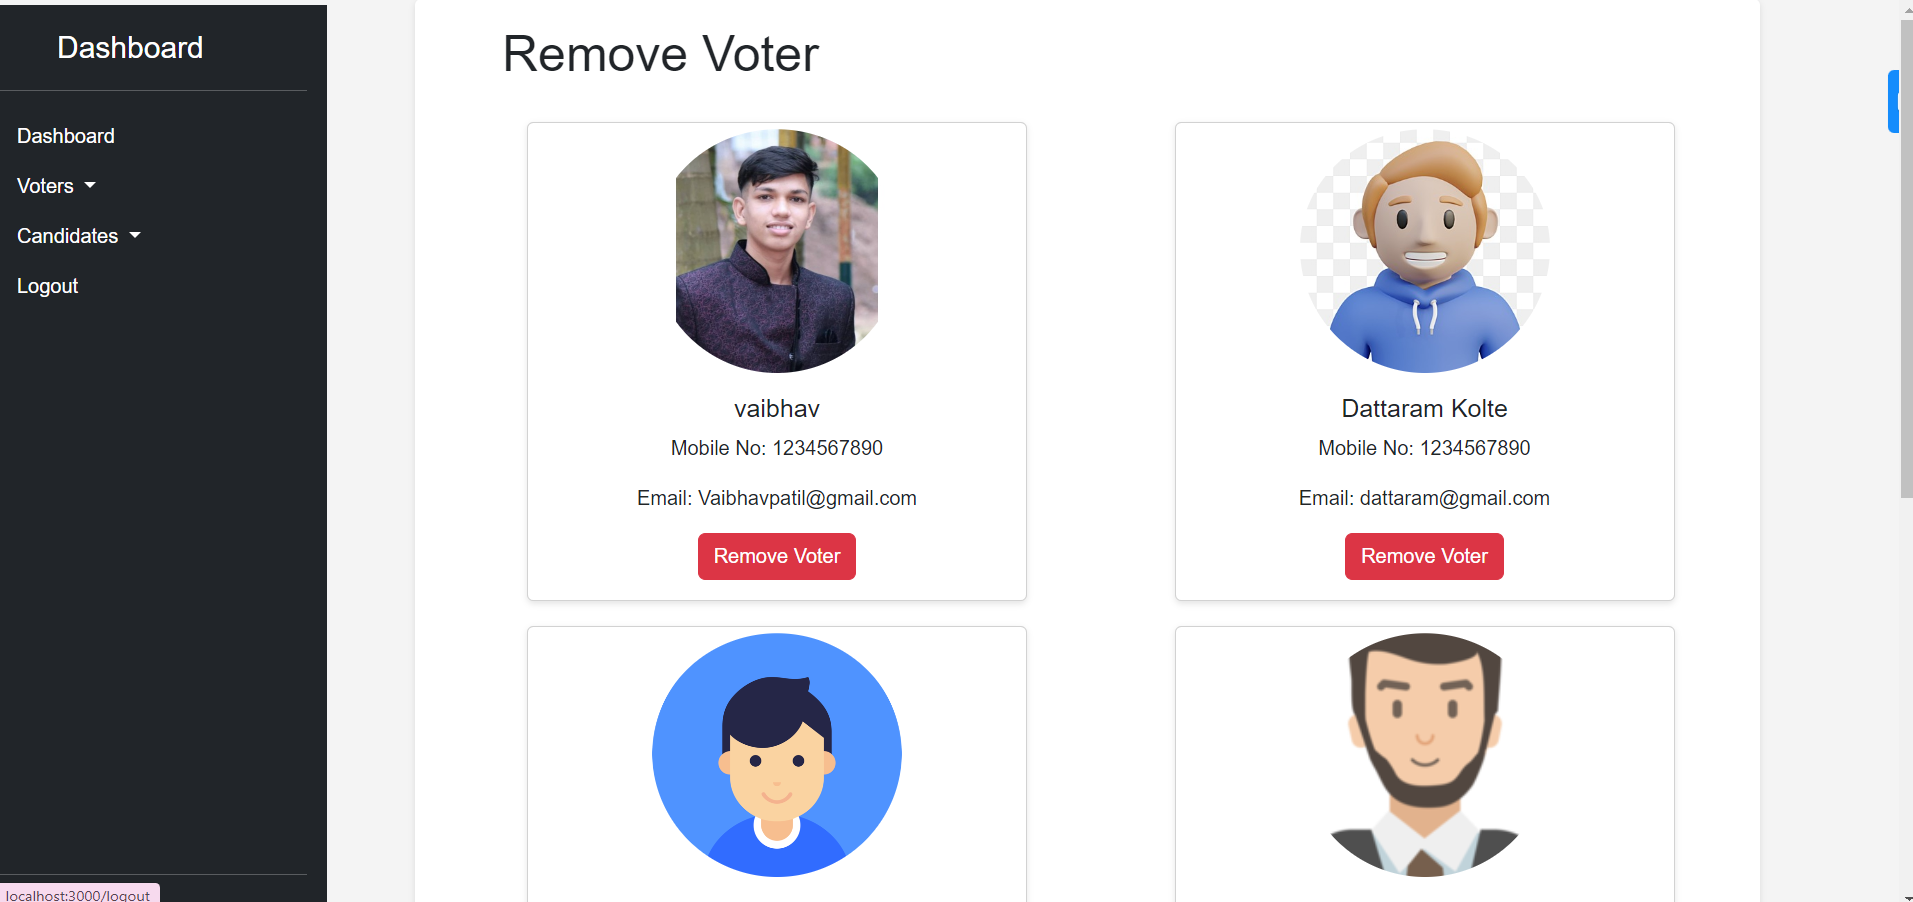 Dashboard
Dashboard
Voters
Candidates
Logout
localhost:3000/logout
Remove Voter
vaibhav
Mobile No: 1234567890
Email: Vaibhavpatil@gmail.com
Remove Voter
Dattaram Kolte
Mobile No: 1234567890
Email: dattaram@gmail.com
Remove Voter